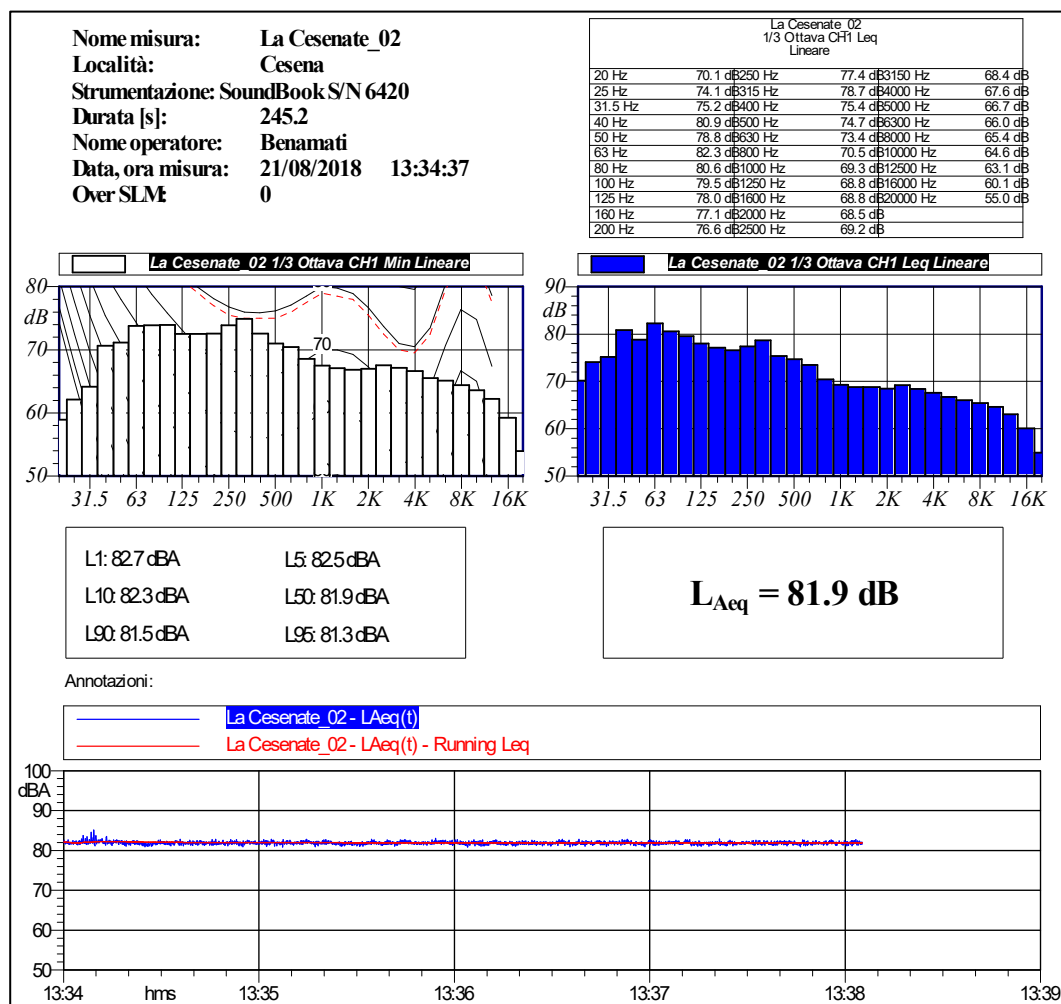 Nome misura: La Cesenate_02
Località: Cesena
Strumentazione: SoundBook S/N 6420
Durata [s]: 245.2
Nome operatore: Benamati
Data, ora misura: 21/08/2018 13:34:37
Over SLM: 0
La Cesenate_02
1/3 Ottava CH1 Leq
Lineare
20 Hz 70.1 dB 250 Hz 77.4 dB 3150 Hz 68.4 dB
25 Hz 74.1 dB 315 Hz 78.7 dB 4000 Hz 67.6 dB
31.5 Hz 75.2 dB 400 Hz 75.4 dB 5000 Hz 66.7 dB
40 Hz 80.9 dB 500 Hz 74.7 dB 6300 Hz 66.0 dB
50 Hz 78.8 dB 630 Hz 73.4 dB 8000 Hz 65.4 dB
63 Hz 82.3 dB 800 Hz 70.5 dB 10000 Hz 64.6 dB
80 Hz 80.6 dB 1000 Hz 69.3 dB 12500 Hz 63.1 dB
100 Hz 79.5 dB 1250 Hz 68.8 dB 16000 Hz 60.1 dB
125 Hz 78.0 dB 1600 Hz 68.8 dB 20000 Hz 55.0 dB
160 Hz 77.1 dB 2000 Hz 68.5 dB
200 Hz 76.6 dB 2500 Hz 69.2 dB
La Cesenate_02 1/3 Ottava CH1 Min Lineare
80
dB
70
60
50
70
31.5 63 125 250 500 1K 2K 4K 8K 16K
La Cesenate_02 1/3 Ottava CH1 Leq Lineare
90
dB
80
70
60
50
31.5 63 125 250 500 1K 2K 4K 8K 16K
L1: 82.7 dBA L5: 82.5 dBA
L10: 82.3 dBA L50: 81.9 dBA
L90: 81.5 dBA L95: 81.3 dBA
LAeq = 81.9 dB
Annotazioni:
La Cesenate_02 - LAeq(t)
La Cesenate_02 - LAeq(t) - Running Leq
100
dBA
90
80
70
60
50
13:34 hms 13:35 13:36 13:37 13:38 13:39